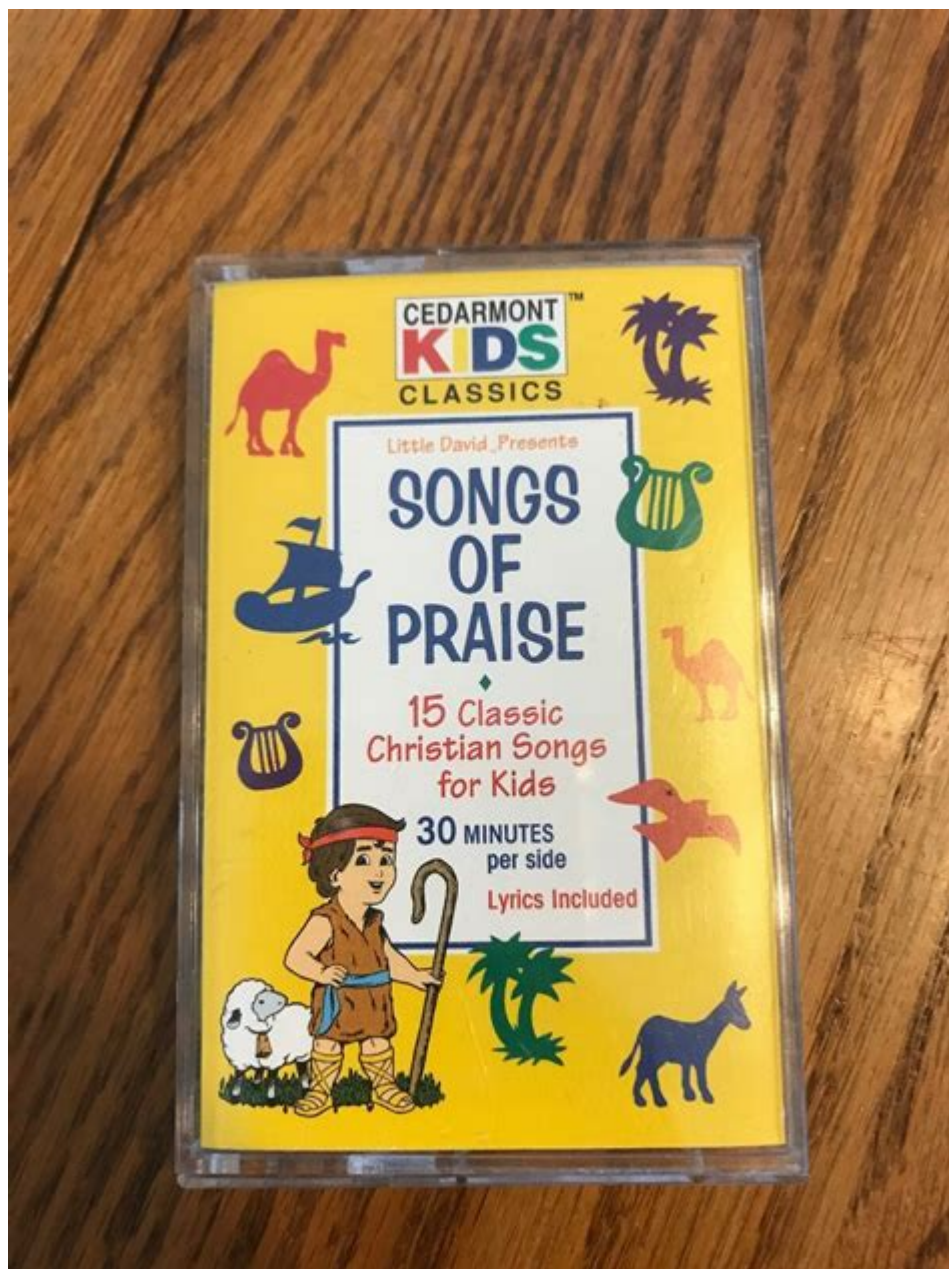 CEDARMONT™
KIDS
CLASSICS
Little David Presents
SONGS
OF
PRAISE
15 Classic
Christian Songs
for Kids
30 MINUTES
per side
Lyrics Included